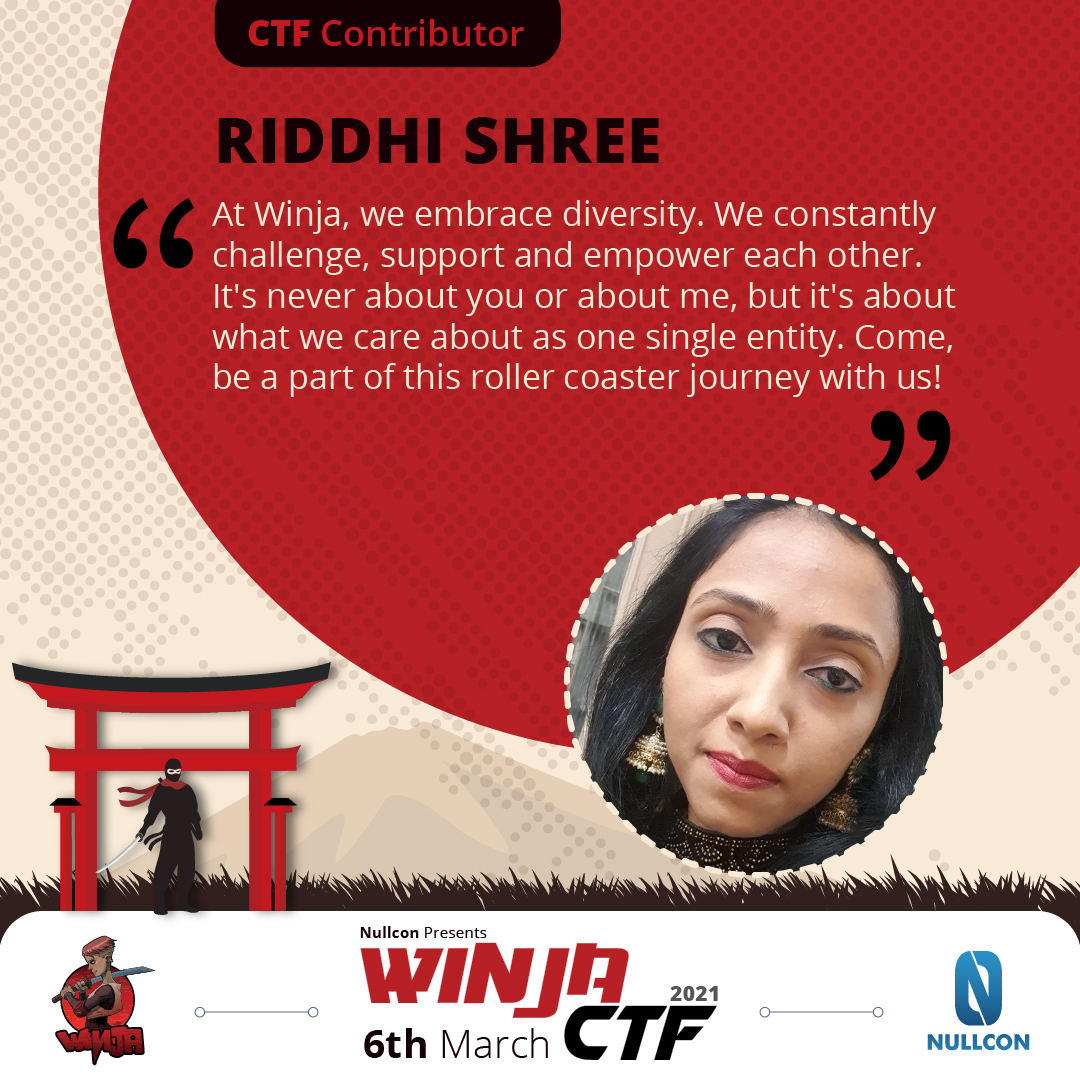 CTF Contributor
RIDDHI SHREE
“At Winja, we embrace diversity. We constantly
challenge, support and empower each other.
It's never about you or about me, but it's about
what we care about as one single entity. Come,
be a part of this roller coaster journey with us!”
Nullcon Presents
WINJA
2021
6th March CTF
WINJA
NULLCON